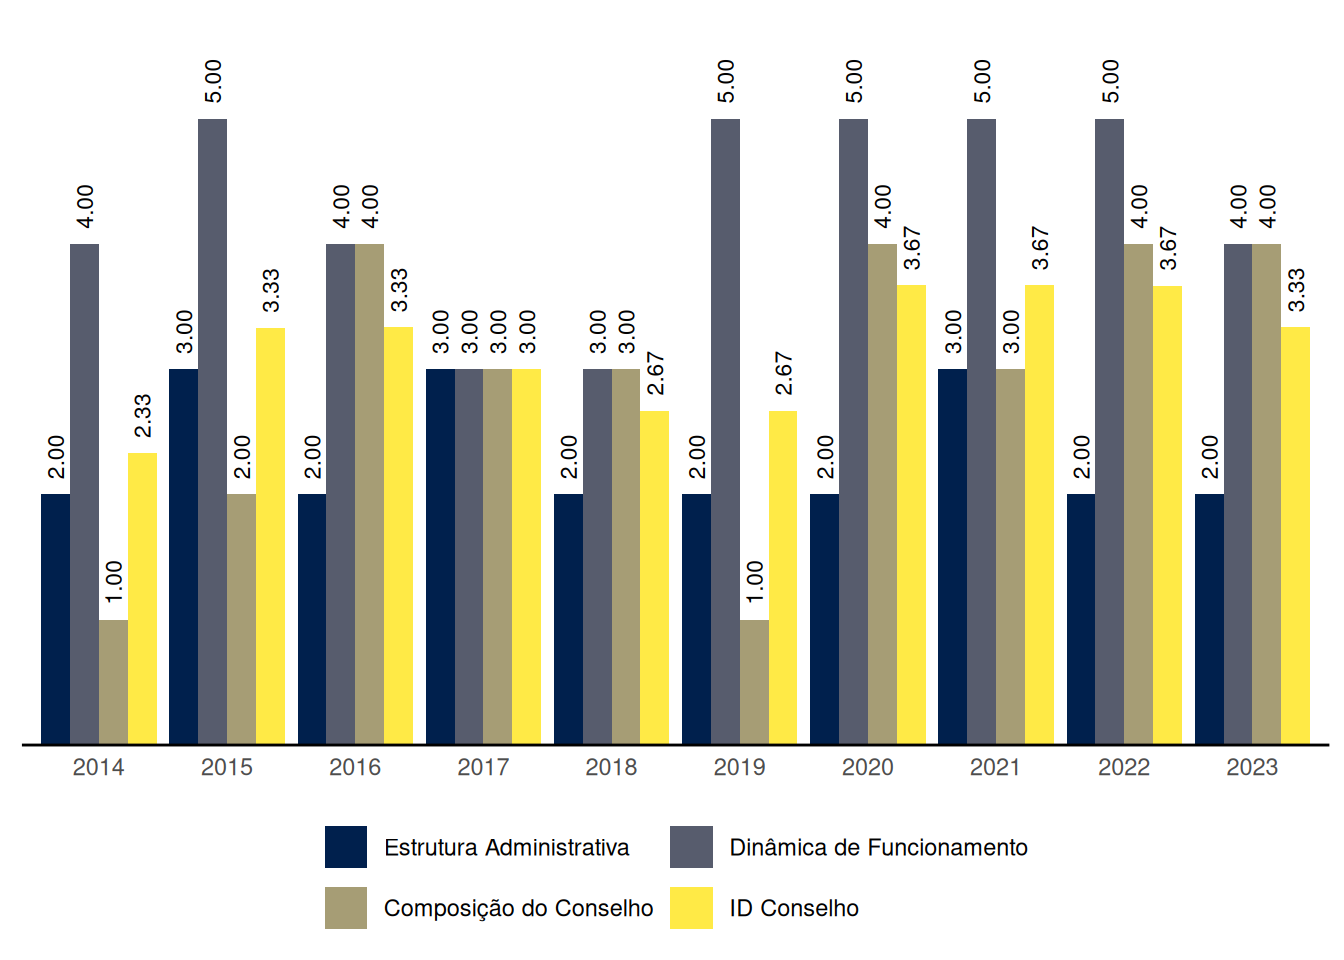 2.00 4.00 1.00 2.33
3.00 5.00 2.00 3.33
2.00 4.00 4.00 3.33
3.00 3.00 3.00 3.00
2.00 3.00 3.00 2.67
2.00 5.00 1.00 2.67
2.00 5.00 4.00 3.67
3.00 5.00 3.00 3.67
2.00 5.00 4.00 3.67
2.00 4.00 4.00 3.33
2014 2015 2016 2017 2018 2019 2020 2021 2022 2023
Estrutura Administrativa Dinâmica de Funcionamento
Composição do Conselho ID Conselho